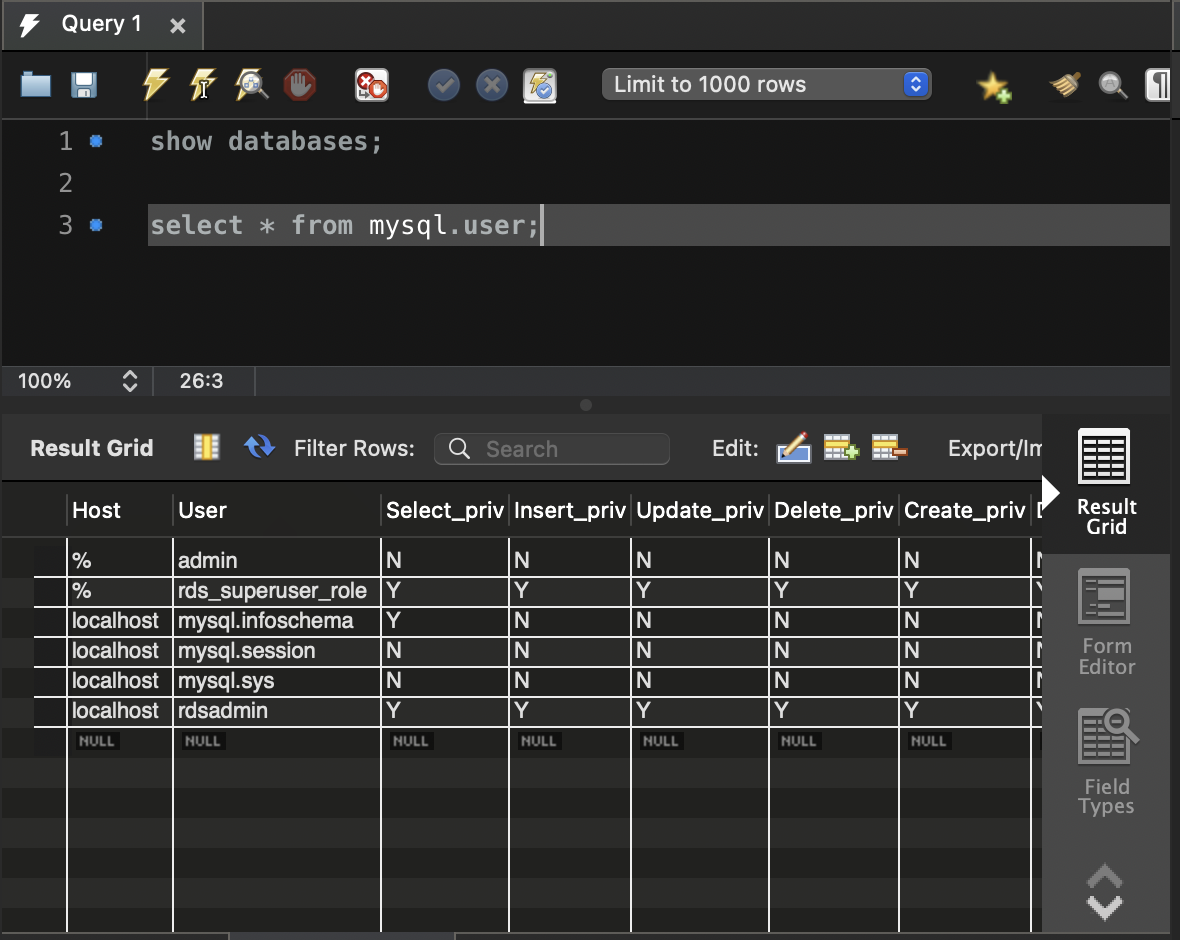 Query 1
Limit to 1000 rows
1 show databases;
2
3 select * from mysql.user;
100% 26:3
Result Grid Filter Rows: Search Edit: Export/Im
Host User Select_priv Insert_priv Update_priv Delete_priv Create_priv
% admin N N N N N
% rds_superuser_role Y Y Y Y Y
localhost mysql.infoschema Y N N N N
localhost mysql.session N N N N N
localhost mysql.sys N N N N N
localhost rdsadmin Y Y Y Y Y
NULL NULL NULL NULL NULL NULL NULL
Result
Grid
Form
Editor
Field
Types